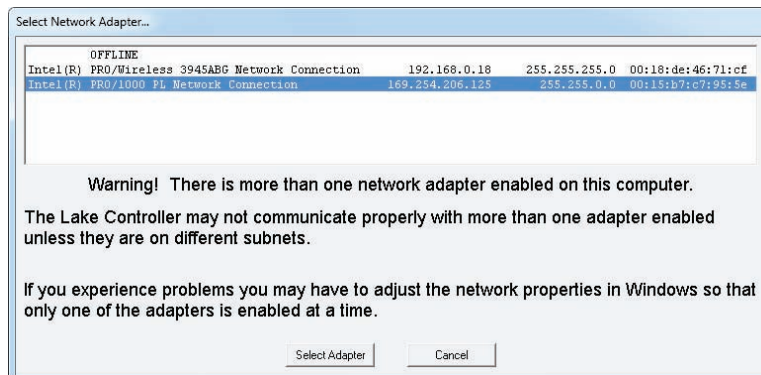 Select Network Adapter...
OFFLINE
Intel(R) PRO/Wireless 3945ABG Network Connection 192.168.0.18 255.255.255.0 00:18:de:46:71:cf
Intel(R) PRO/1000 PL Network Connection 169.254.206.125 255.255.0.0 00:15:b7:c7:95:5e
Warning! There is more than one network adapter enabled on this computer.
The Lake Controller may not communicate properly with more than one adapter enabled
unless they are on different subnets.
If you experience problems you may have to adjust the network properties in Windows so that
only one of the adapters is enabled at a time.
Select Adapter Cancel